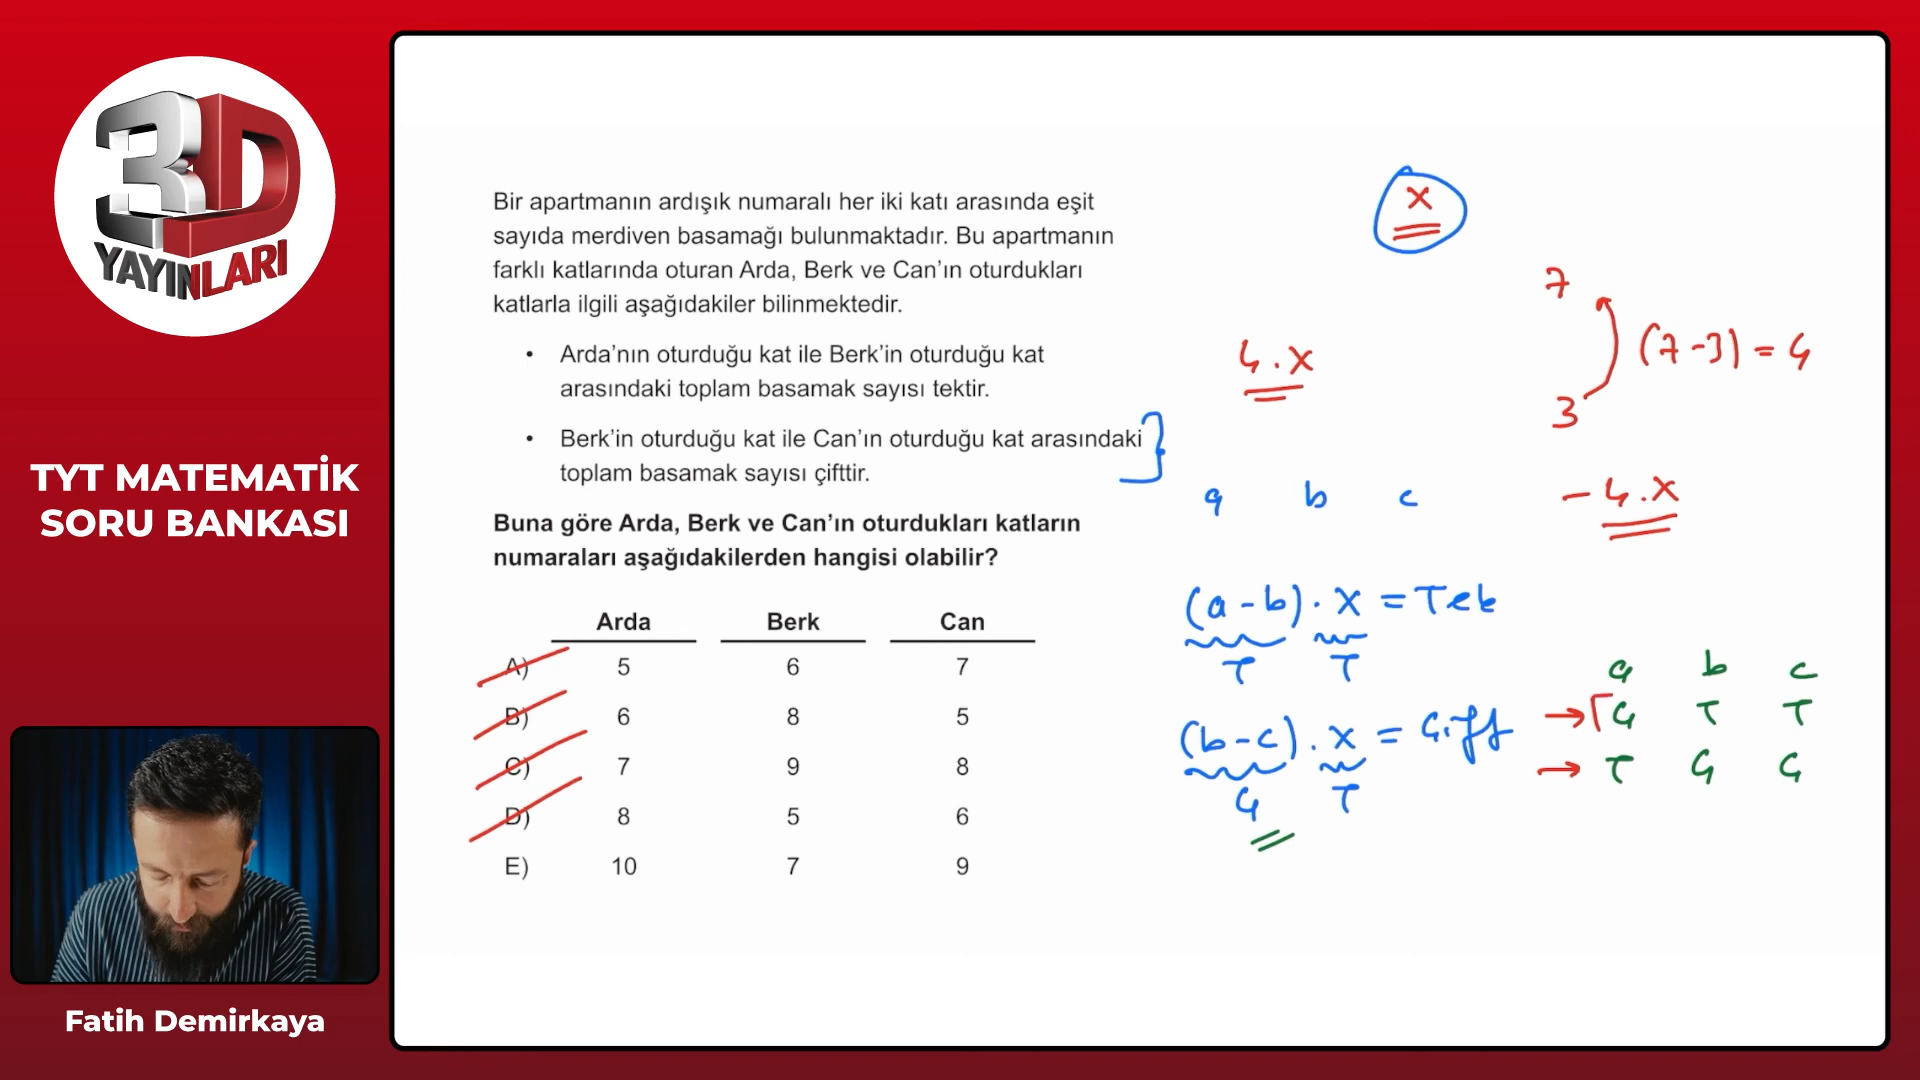 3D
YAYINLARI
TYT MATEMATİK
SORU BANKASI
Fatih Demirkaya
Bir apartmanın ardışık numaralı her iki katı arasında eşit
sayıda merdiven basamağı bulunmaktadır. Bu apartmanın
farklı katlarında oturan Arda, Berk ve Can’ın oturdukları
katlarla ilgili aşağıdakiler bilinmektedir.
• Arda’nın oturduğu kat ile Berk’in oturduğu kat
arasındaki toplam basamak sayısı tektir.
• Berk’in oturduğu kat ile Can’ın oturduğu kat arasındaki
toplam basamak sayısı çifttir.
Buna göre Arda, Berk ve Can’ın oturdukları katların
numaraları aşağıdakilerden hangisi olabilir?
Arda Berk Can
A) 5 6 7
B) 6 8 5
C) 7 9 8
D) 8 5 6
E) 10 7 9
x
7
(7-3) = 4
3
4.x
-4.x
a b c
(a-b).x = Tek
T T
(b-c).x = Çift
Ç T
a b c
→ Ç T T
→ T Ç Ç